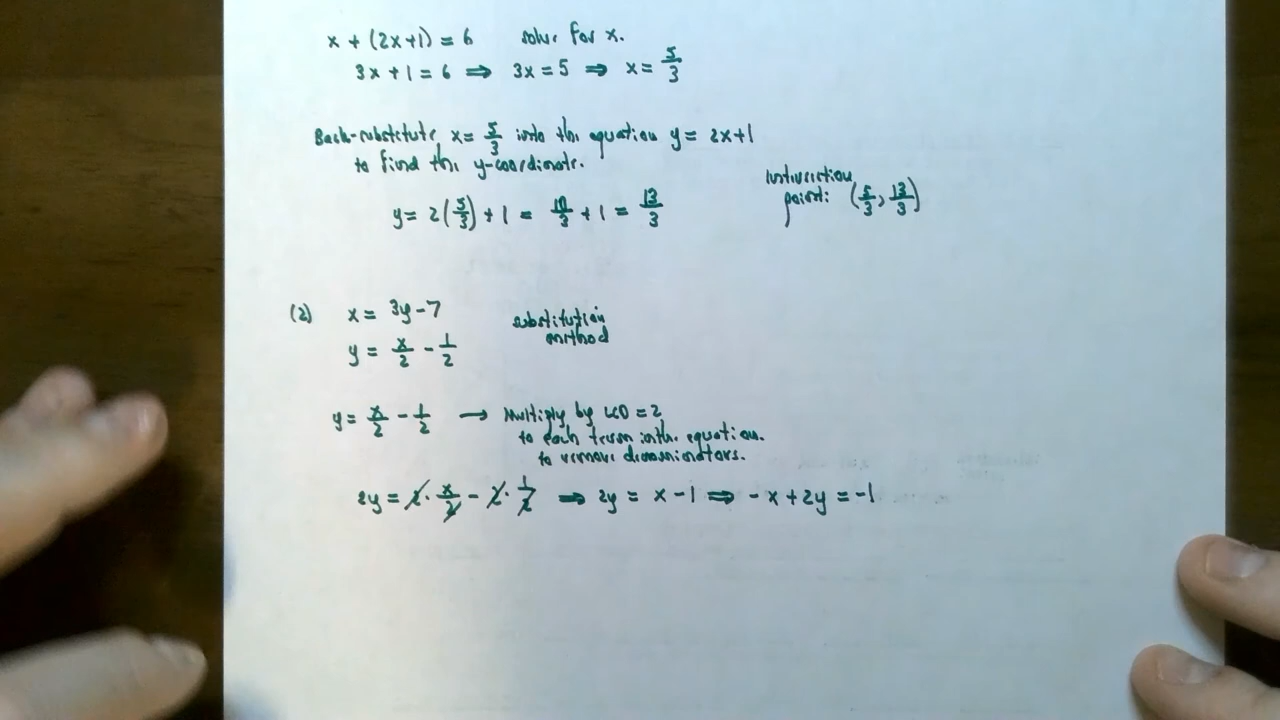 x + (2x+1) = 6 solve for x.
3x + 1 = 6 ⇒ 3x = 5 ⇒ x = 5/3
Back-substitute x = 5/3 into the equation y = 2x+1
to find the y-coordinate.
y = 2(5/3) + 1 = 10/3 + 1 = 13/3
Intersection
point: (5/3, 13/3)
(2) x = 3y - 7
y = x/2 - 1/2
substitution
method
y = x/2 - 1/2 → Multiply by LCD = 2
to each term in the equation.
to remove denominators.
2y = 2 · x/2 - 2 · 1/2 ⇒ 2y = x - 1 ⇒ -x + 2y = -1